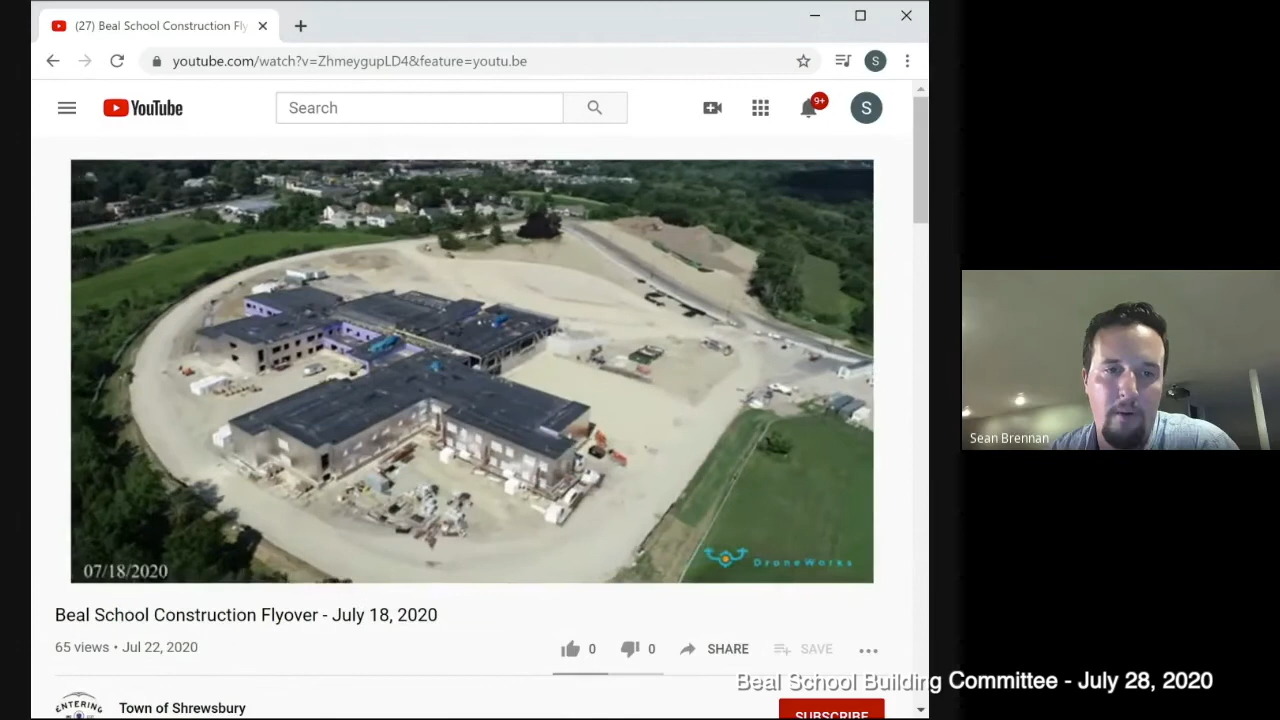 (27) Beal School Construction Fly
youtube.com/watch?v=ZhmeygupLD4&feature=youtu.be
S
YouTube
Search
9+
S
07/18/2020
DroneWorks
Sean Brennan
Beal School Construction Flyover - July 18, 2020
65 views • Jul 22, 2020
0
0
SHARE
SAVE
Beal School Building Committee - July 28, 2020
ENTERING
Town of Shrewsbury
SUBSCRIBE